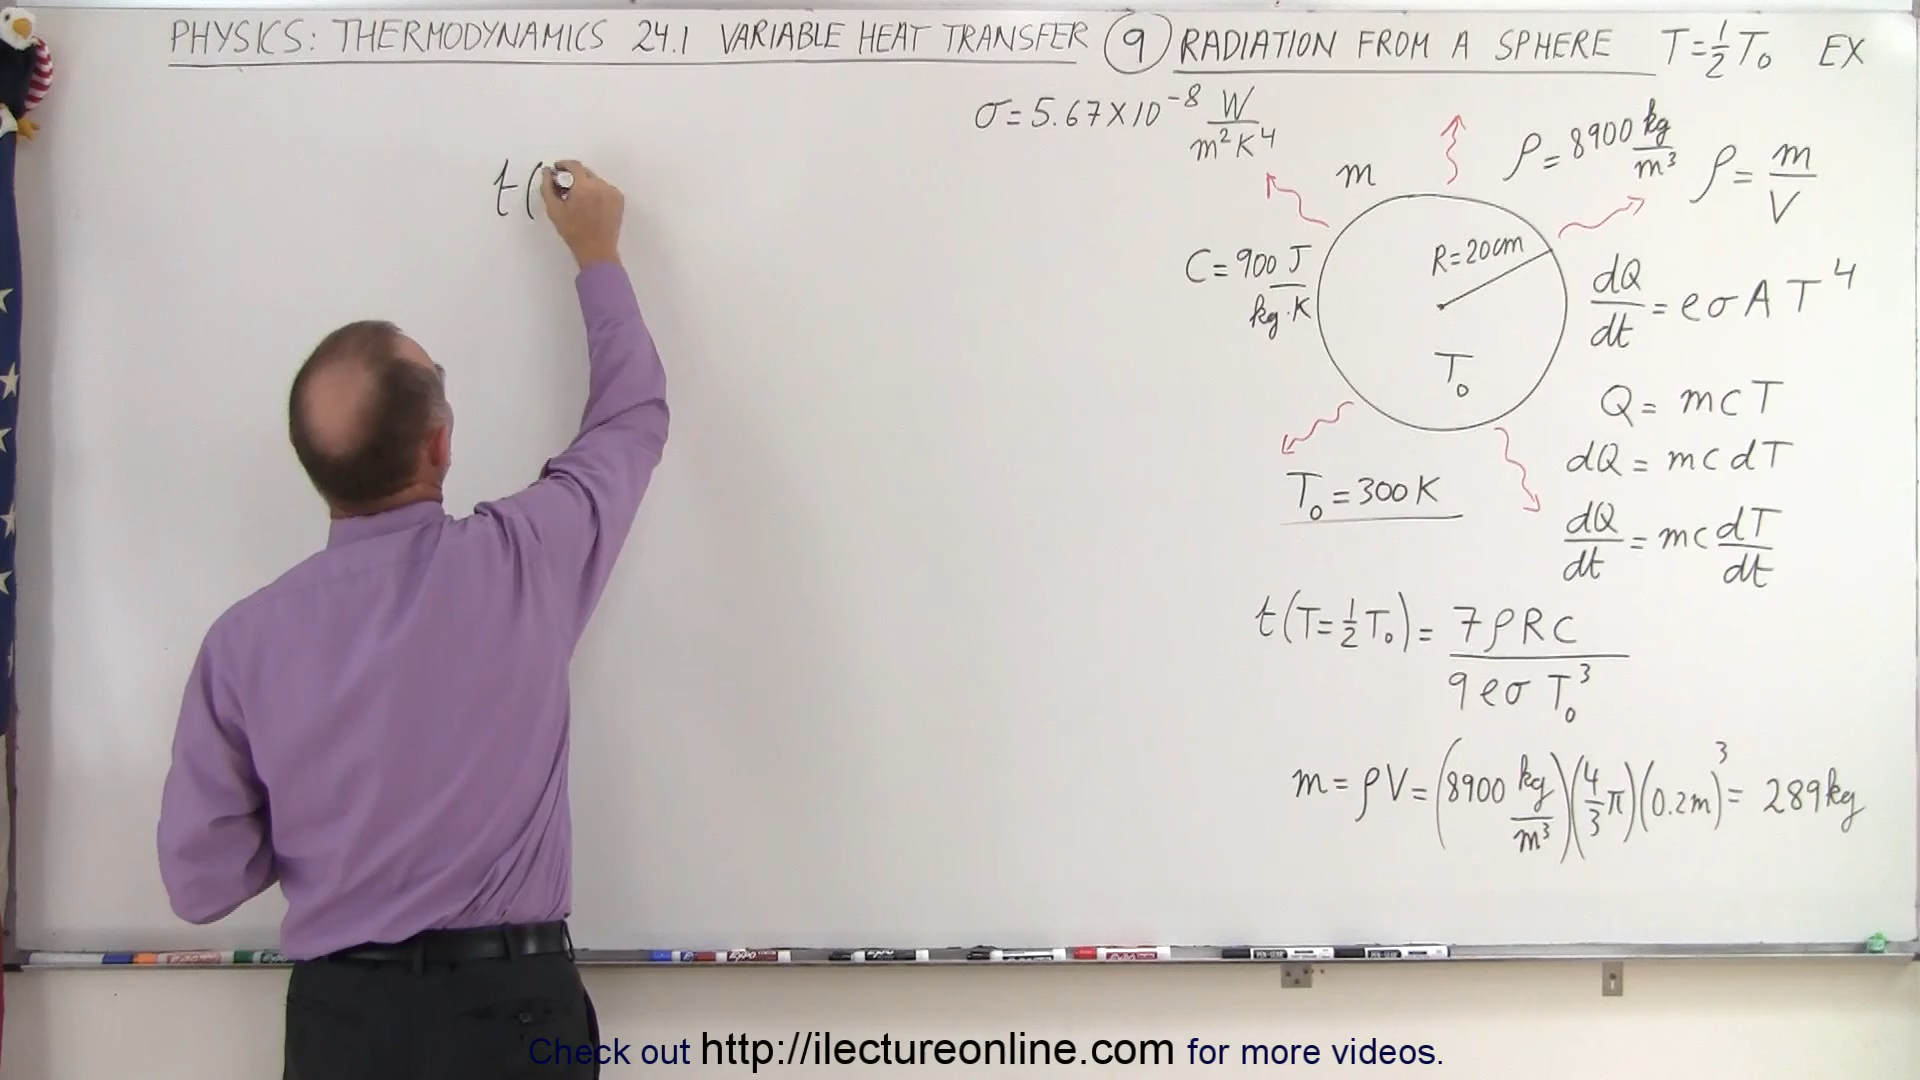 PHYSICS: THERMODYNAMICS 24.1 VARIABLE HEAT TRANSFER (9) RADIATION FROM A SPHERE T=½T₀ EX
σ=5.67×10⁻⁸ W/m²K⁴
t(
m
ρ=8900 kg/m³
ρ=m/V
C=900 J/kg·K
R=20cm
T₀
dQ/dt = eσAT⁴
Q= mcT
dQ = mcdT
T₀=300K
dQ/dt = mc dT/dt
t(T=½T₀)= 7ρRC/9eσT₀³
m=ρV=(8900 kg/m³)(4/3 π)(0.2m)³= 289kg
Check out http://ilectureonline.com for more videos.